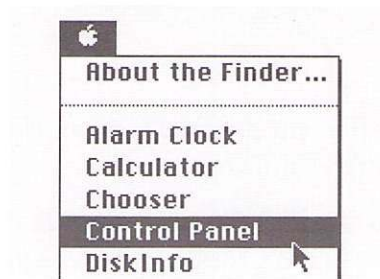 About the Finder...
Alarm Clock
Calculator
Chooser
Control Panel
DiskInfo